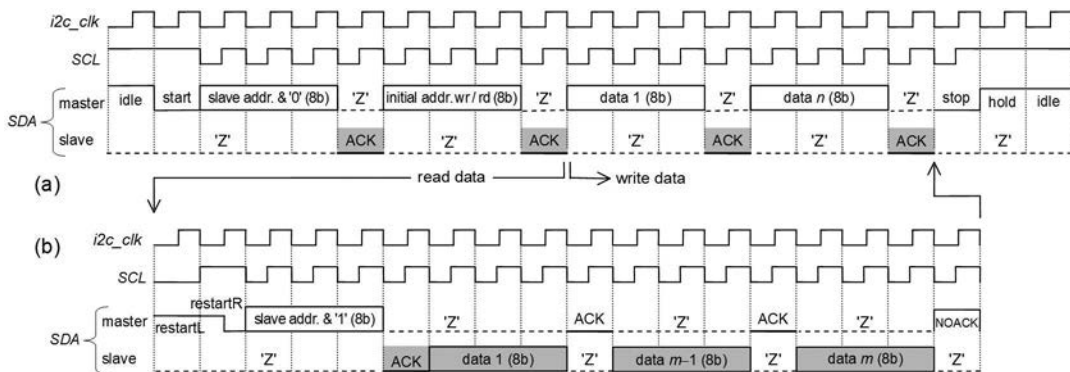 i2c_clk
SCL
SDA
master idle start slave addr. & '0' (8b) 'Z' initial addr. wr / rd (8b) 'Z' data 1 (8b) 'Z' data n (8b) 'Z' stop hold idle
slave 'Z' ACK 'Z' ACK 'Z' ACK 'Z' ACK 'Z'
(a) read data write data
(b) i2c_clk
SCL
SDA
restartR
master restartL slave addr. & '1' (8b) 'Z' ACK 'Z' ACK 'Z' NOACK
slave 'Z' ACK data 1 (8b) 'Z' data m–1 (8b) 'Z' data m (8b) 'Z'